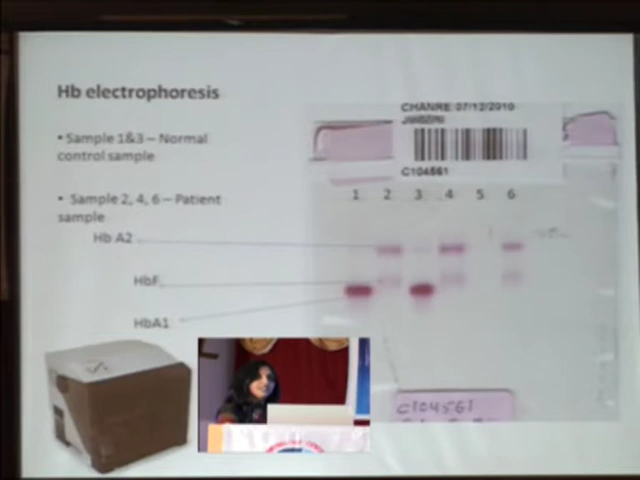 Hb electrophoresis
• Sample 1&3 – Normal
control sample
• Sample 2, 4, 6 – Patient
sample
Hb A2
HbF
HbA1
CHANRE 07/12/2010
C104561
1 2 3 4 5 6
C104561